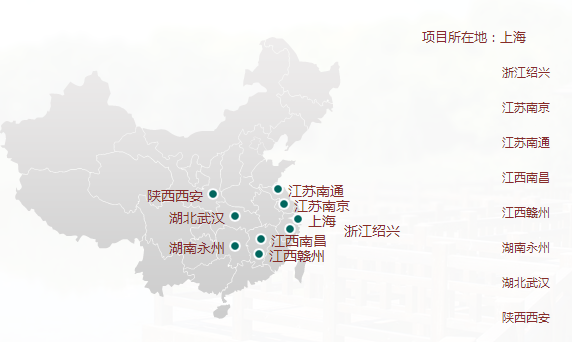 项目所在地：上海
浙江绍兴
江苏南京
江苏南通
江西南昌
江西赣州
湖南永州
湖北武汉
陕西西安
江苏南通
陕西西安
江苏南京
湖北武汉
上海
浙江绍兴
江西南昌
湖南永州
江西赣州